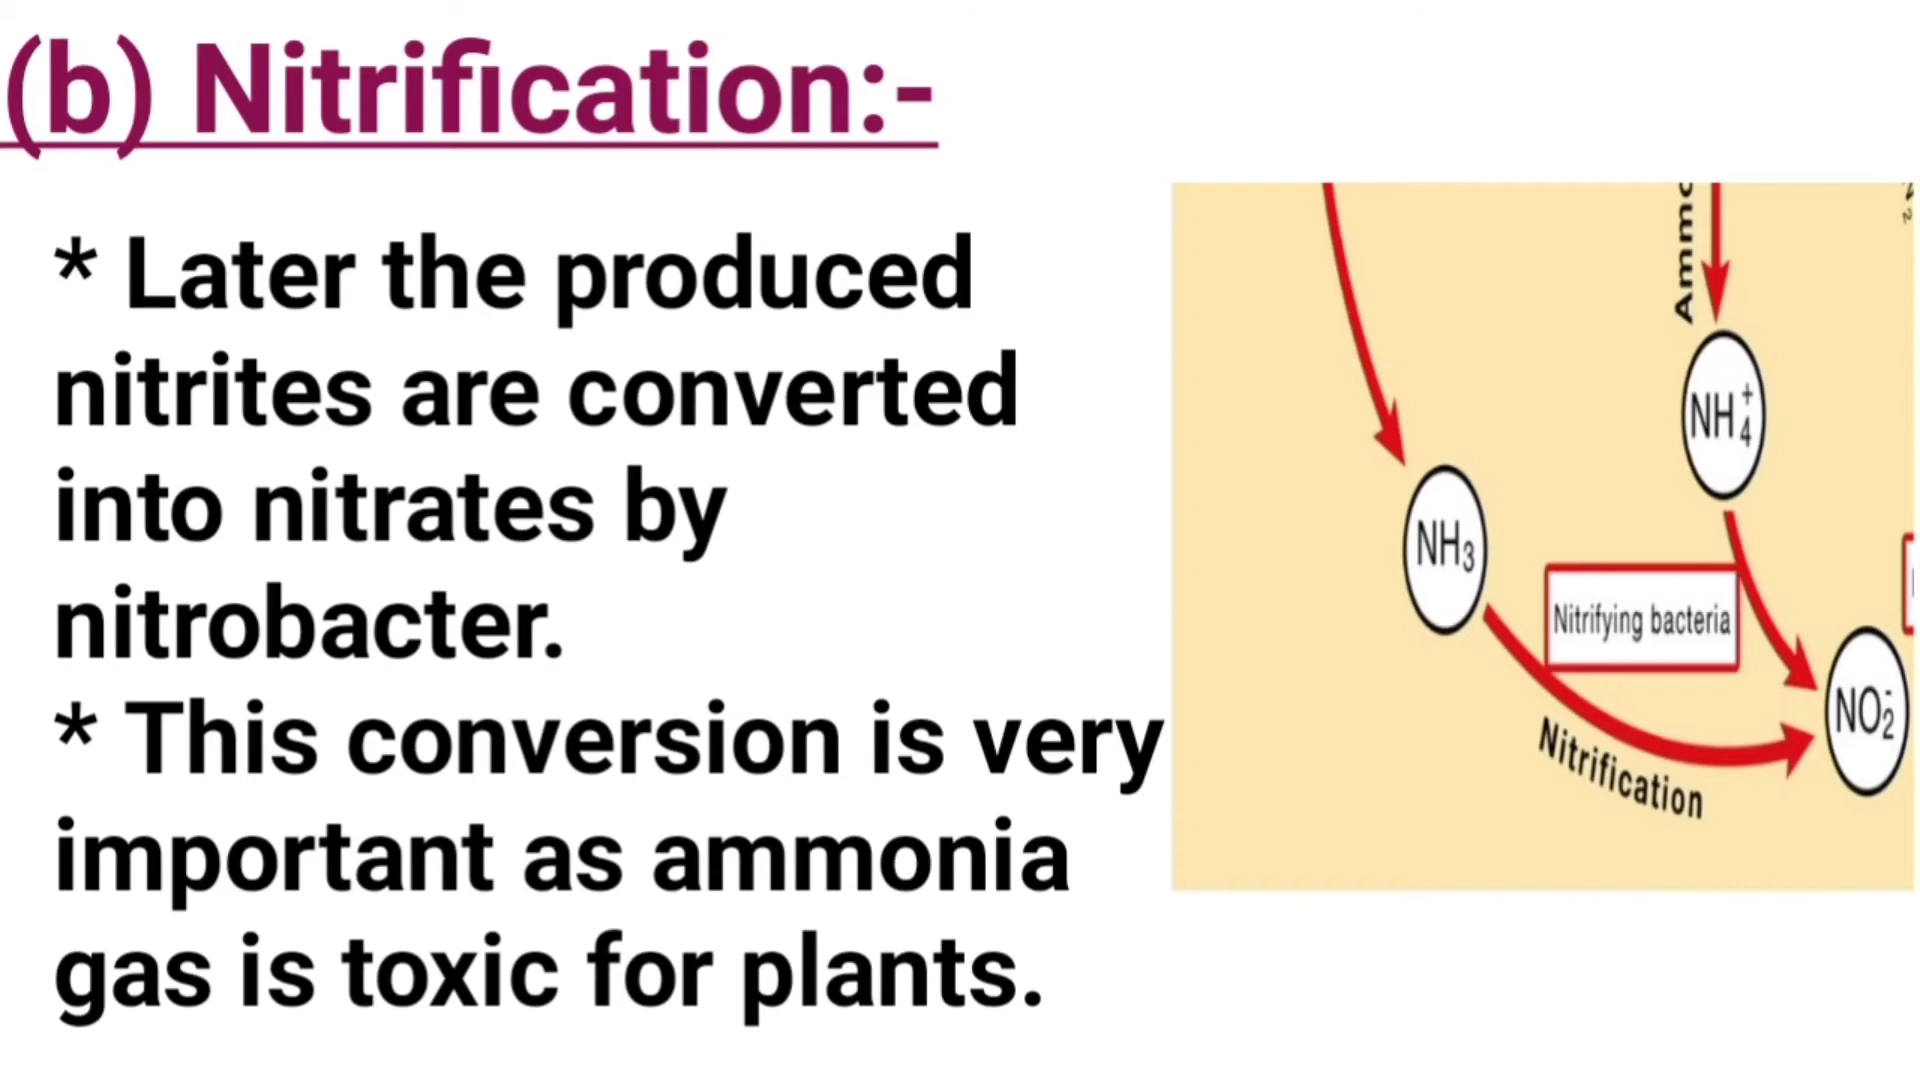 (b) Nitrification:-
* Later the produced
nitrites are converted
into nitrates by
nitrobacter.
* This conversion is very
important as ammonia
gas is toxic for plants.
Ammo
NH₄⁺
NH₃
Nitrifying bacteria
NO₂⁻
Nitrification